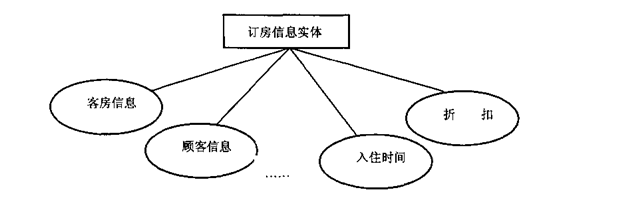 订房信息实体
客房信息
折 扣
顾客信息
入住时间
......